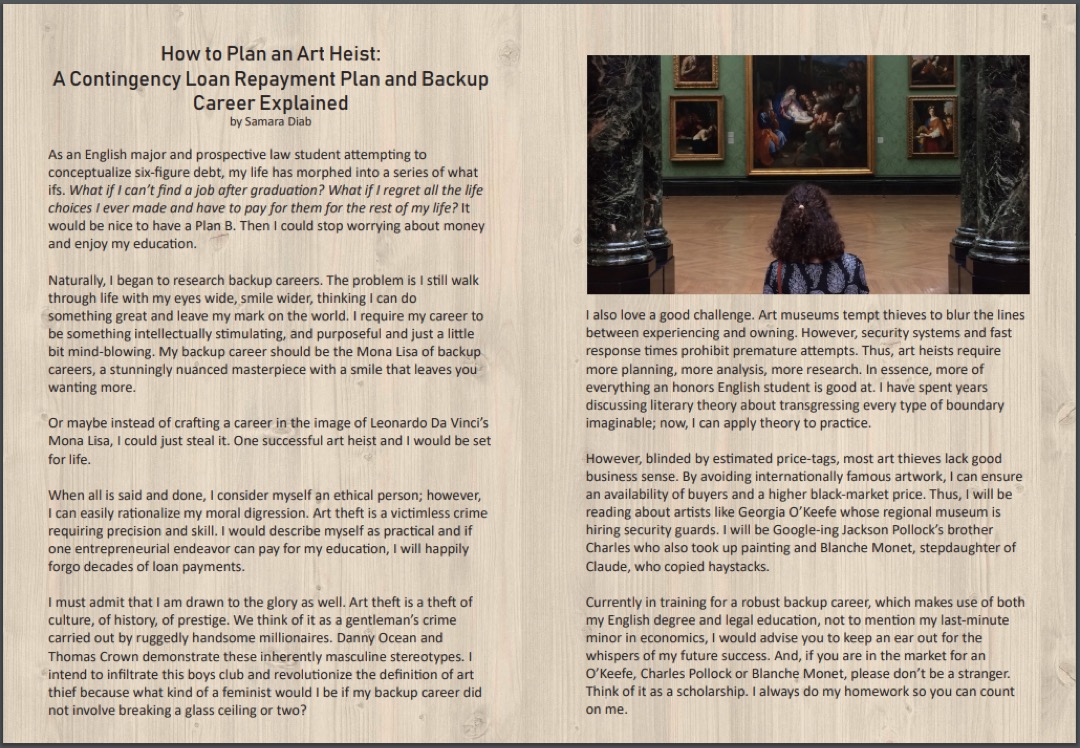 How to Plan an Art Heist:
A Contingency Loan Repayment Plan and Backup
Career Explained
by Samara Diab
As an English major and prospective law student attempting to
conceptualize six-figure debt, my life has morphed into a series of what
ifs. What if I can't find a job after graduation? What if I regret all the life
choices I ever made and have to pay for them for the rest of my life? It
would be nice to have a Plan B. Then I could stop worrying about money
and enjoy my education.
Naturally, I began to research backup careers. The problem is I still walk
through life with my eyes wide, smile wider, thinking I can do
something great and leave my mark on the world. I require my career to
be something intellectually stimulating, and purposeful and just a little
bit mind-blowing. My backup career should be the Mona Lisa of backup
careers, a stunningly nuanced masterpiece with a smile that leaves you
wanting more.
Or maybe instead of crafting a career in the image of Leonardo Da Vinci's
Mona Lisa, I could just steal it. One successful art heist and I would be set
for life.
When all is said and done, I consider myself an ethical person; however,
I can easily rationalize my moral digression. Art theft is a victimless crime
requiring precision and skill. I would describe myself as practical and if
one entrepreneurial endeavor can pay for my education, I will happily
forgo decades of loan payments.
I must admit that I am drawn to the glory as well. Art theft is a theft of
culture, of history, of prestige. We think of it as a gentleman's crime
carried out by ruggedly handsome millionaires. Danny Ocean and
Thomas Crown demonstrate these inherently masculine stereotypes. I
intend to infiltrate this boys club and revolutionize the definition of art
thief because what kind of a feminist would I be if my backup career did
not involve breaking a glass ceiling or two?
I also love a good challenge. Art museums tempt thieves to blur the lines
between experiencing and owning. However, security systems and fast
response times prohibit premature attempts. Thus, art heists require
more planning, more analysis, more research. In essence, more of
everything an honors English student is good at. I have spent years
discussing literary theory about transgressing every type of boundary
imaginable; now, I can apply theory to practice.
However, blinded by estimated price-tags, most art thieves lack good
business sense. By avoiding internationally famous artwork, I can ensure
an availability of buyers and a higher black-market price. Thus, I will be
reading about artists like Georgia O'Keefe whose regional museum is
hiring security guards. I will be Google-ing Jackson Pollock's brother
Charles who also took up painting and Blanche Monet, stepdaughter of
Claude, who copied haystacks.
Currently in training for a robust backup career, which makes use of both
my English degree and legal education, not to mention my last-minute
minor in economics, I would advise you to keep an ear out for the
whispers of my future success. And, if you are in the market for an
O'Keefe, Charles Pollock or Blanche Monet, please don't be a stranger.
Think of it as a scholarship. I always do my homework so you can count
on me.